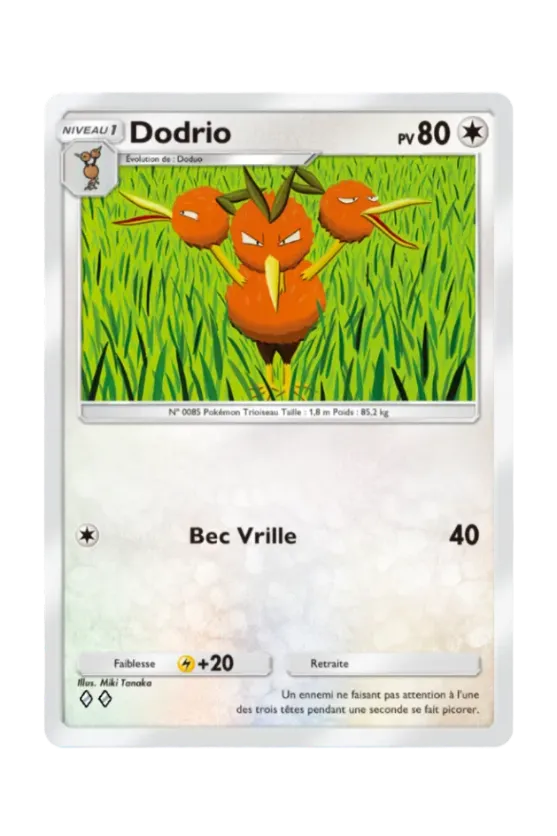 NIVEAU 1
Dodrio
PV 80
Évolution de : Doduo
N° 0085 Pokémon Trioiseau Taille : 1,8 m Poids : 85,2 kg
Bec Vrille 40
Faiblesse +20 Retraite
Illus. Miki Tanaka
Un ennemi ne faisant pas attention à l'une
des trois têtes pendant une seconde se fait picorer.